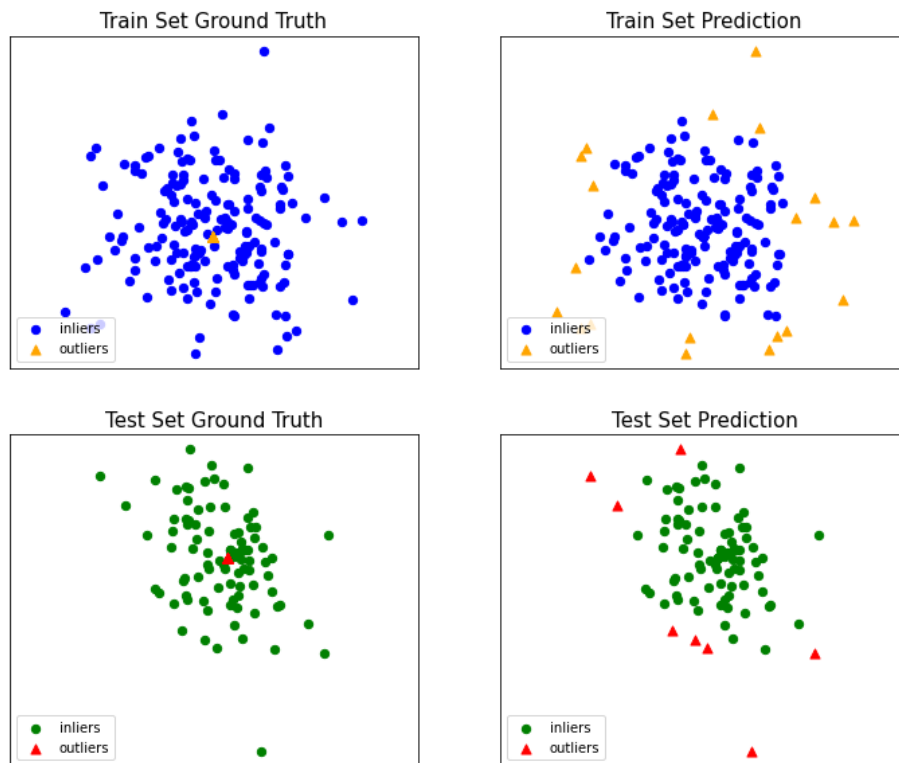 Train Set Ground Truth
Train Set Prediction
inliers
outliers
inliers
outliers
Test Set Ground Truth
Test Set Prediction
inliers
outliers
inliers
outliers